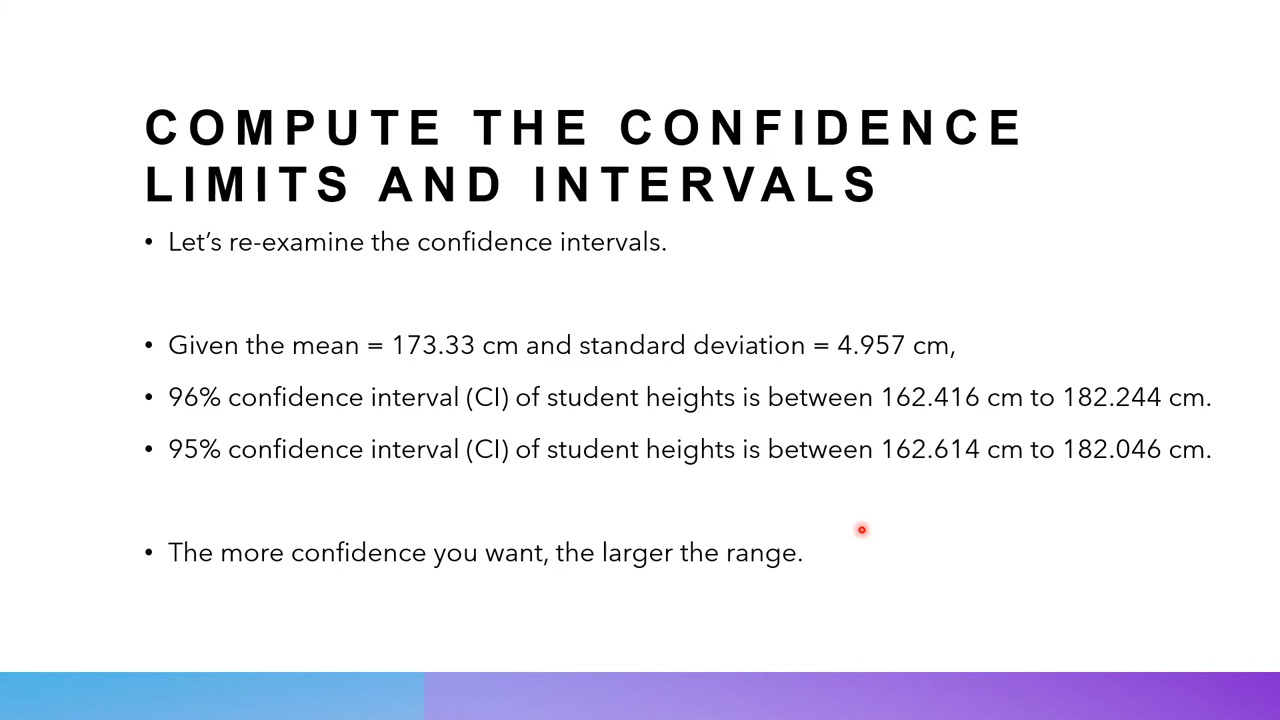 COMPUTE THE CONFIDENCE
LIMITS AND INTERVALS
• Let’s re-examine the confidence intervals.
• Given the mean = 173.33 cm and standard deviation = 4.957 cm,
• 96% confidence interval (CI) of student heights is between 162.416 cm to 182.244 cm.
• 95% confidence interval (CI) of student heights is between 162.614 cm to 182.046 cm.
• The more confidence you want, the larger the range.